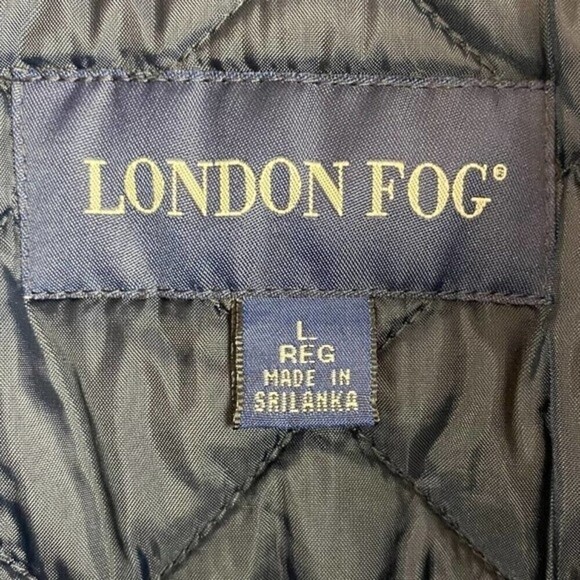 LONDON FOG®
L
REG
MADE IN
SRILANKA